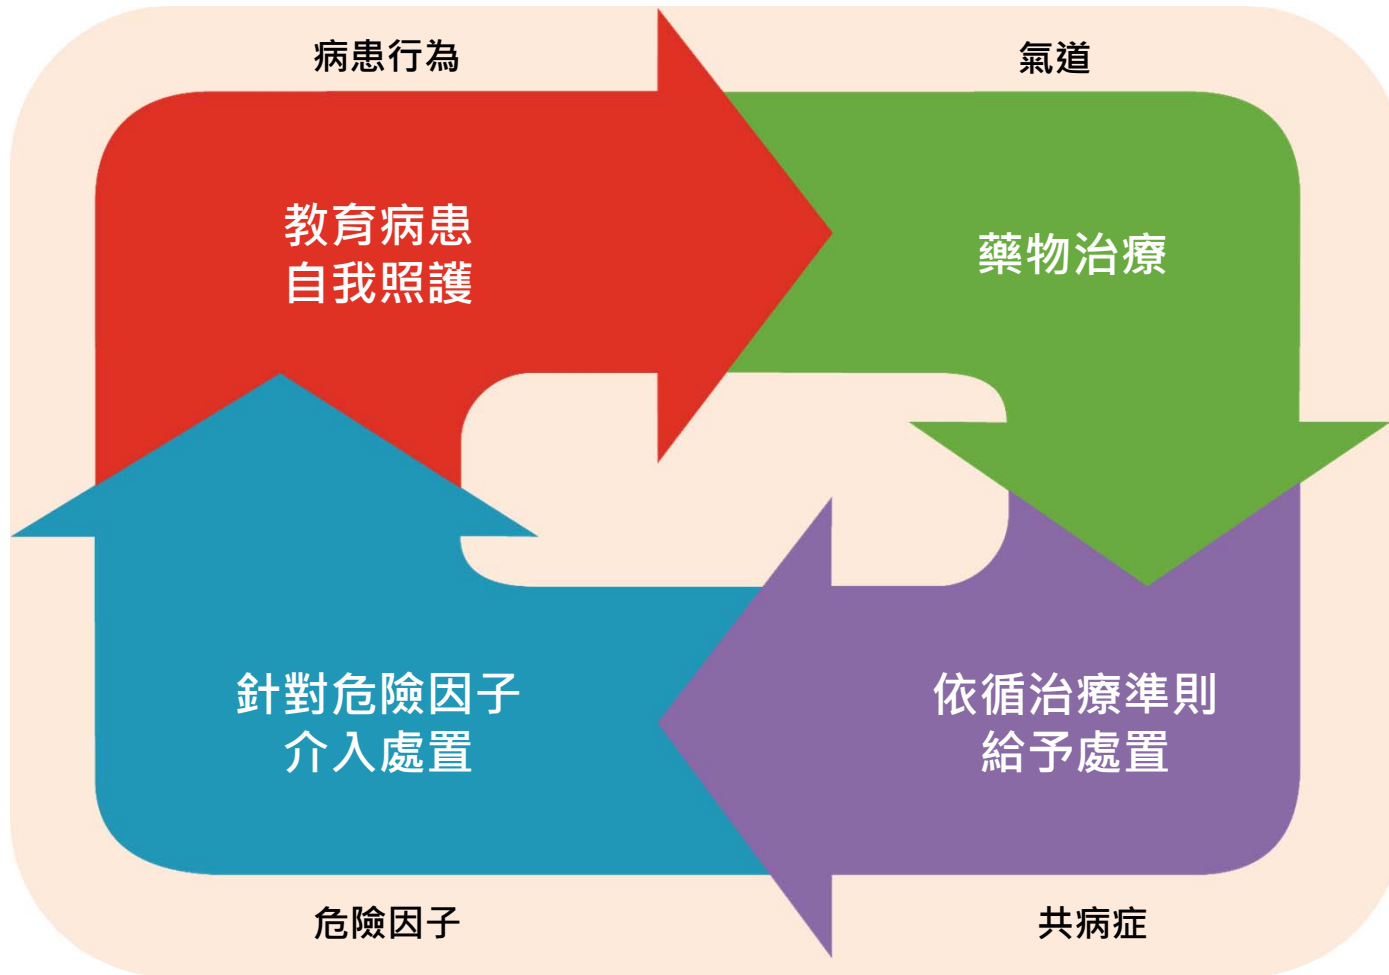 病患行為
氣道
教育病患
自我照護
藥物治療
針對危險因子
介入處置
依循治療準則
給予處置
危險因子
共病症